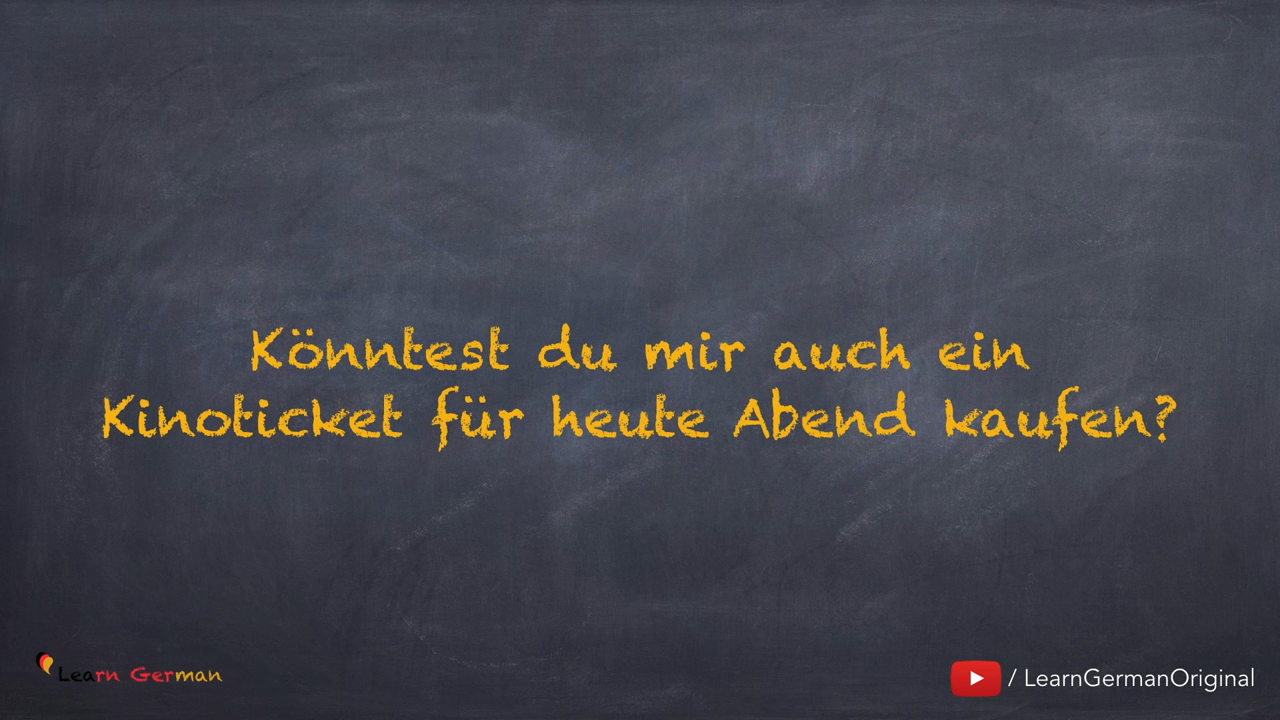 Könntest du mir auch ein
Kinoticket für heute Abend kaufen?
Learn German
/ LearnGermanOriginal